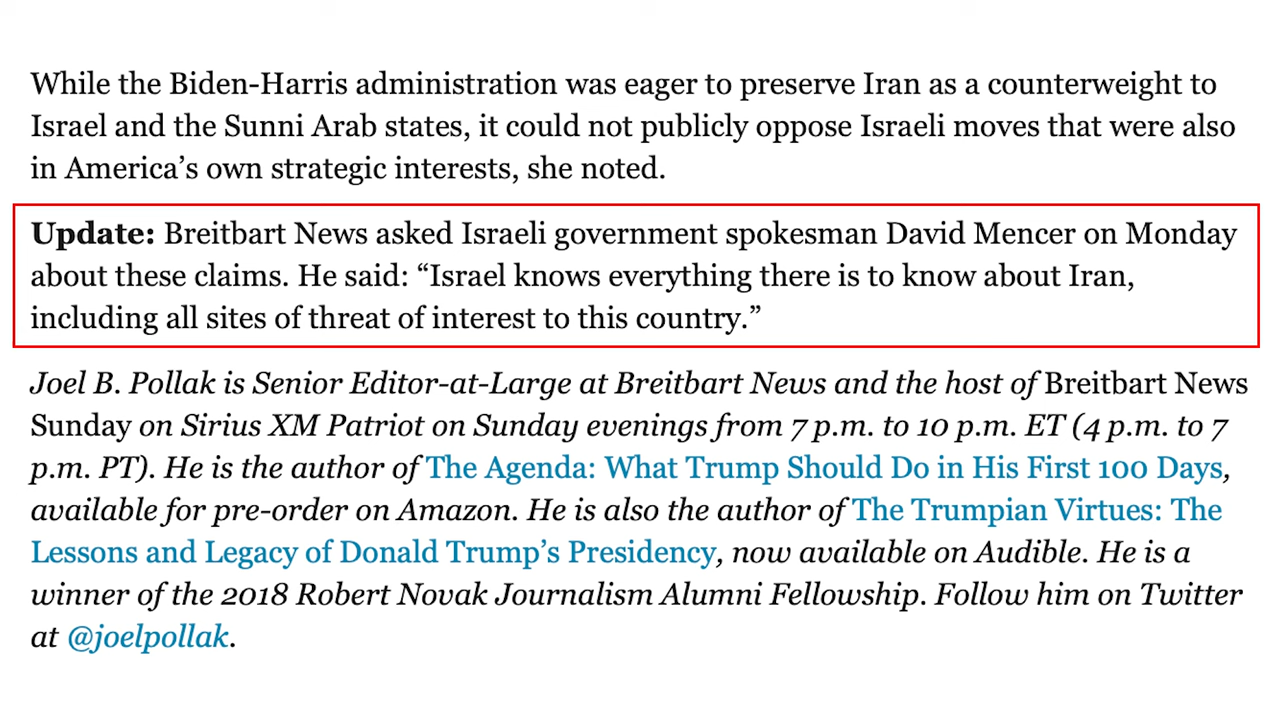 While the Biden-Harris administration was eager to preserve Iran as a counterweight to
Israel and the Sunni Arab states, it could not publicly oppose Israeli moves that were also
in America’s own strategic interests, she noted.
Update: Breitbart News asked Israeli government spokesman David Mencer on Monday
about these claims. He said: “Israel knows everything there is to know about Iran,
including all sites of threat of interest to this country.”
Joel B. Pollak is Senior Editor-at-Large at Breitbart News and the host of Breitbart News
Sunday on Sirius XM Patriot on Sunday evenings from 7 p.m. to 10 p.m. ET (4 p.m. to 7
p.m. PT). He is the author of The Agenda: What Trump Should Do in His First 100 Days,
available for pre-order on Amazon. He is also the author of The Trumpian Virtues: The
Lessons and Legacy of Donald Trump’s Presidency, now available on Audible. He is a
winner of the 2018 Robert Novak Journalism Alumni Fellowship. Follow him on Twitter
at @joelpollak.